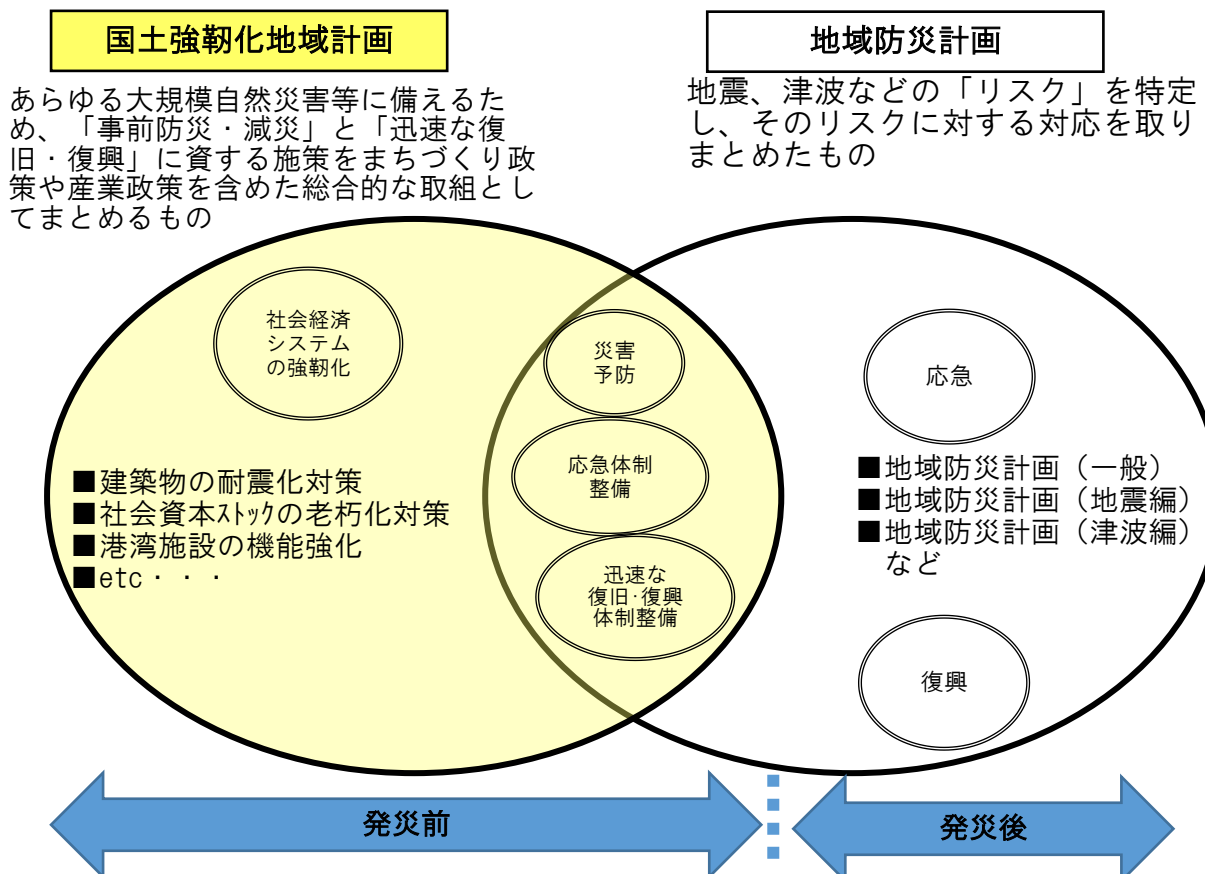 国土強靭化地域計画
あらゆる大規模自然災害等に備えるた
め、「事前防災・減災」と「迅速な復
旧・復興」に資する施策をまちづくり政
策や産業政策を含めた総合的な取組とし
てまとめるもの
地域防災計画
地震、津波などの「リスク」を特定
し、そのリスクに対する対応を取り
まとめたもの
社会経済
システム
の強靭化
■建築物の耐震化対策
■社会資本ｽﾄｯｸの老朽化対策
■港湾施設の機能強化
■etc・・・
災害
予防
応急体制
整備
迅速な
復旧･復興
体制整備
応急
■地域防災計画（一般）
■地域防災計画（地震編）
■地域防災計画（津波編）
など
復興
発災前
発災後